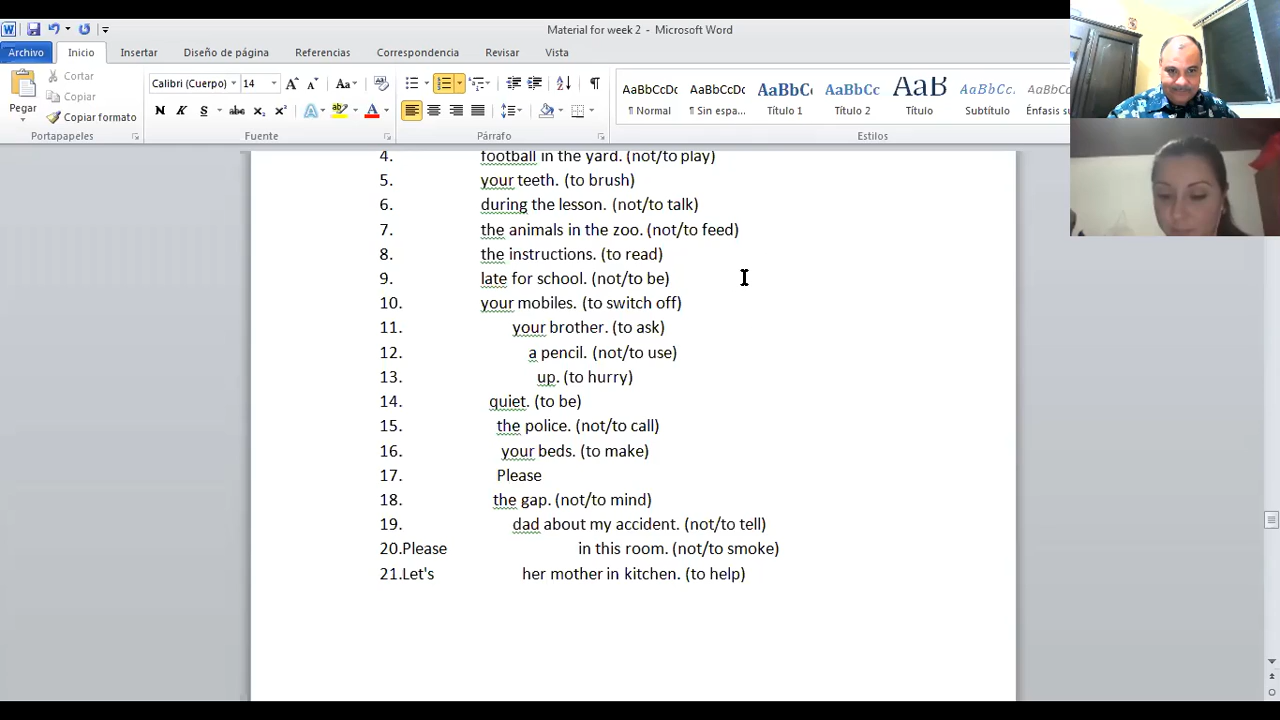 Material for week 2 - Microsoft Word
Archivo Inicio Insertar Diseño de página Referencias Correspondencia Revisar Vista
Pegar
Cortar
Copiar
Copiar formato
Portapapeles
Calibri (Cuerpo) 14
Fuente
Párrafo
AaBbCcDc AaBbCcDc AaBbC AaBbCc AaB AaBbCc. AaBbCcDc
¶ Normal ¶ Sin espa... Título 1 Título 2 Título Subtítulo Énfasis s
Estilos
4. football in the yard. (not/to play)
5. your teeth. (to brush)
6. during the lesson. (not/to talk)
7. the animals in the zoo. (not/to feed)
8. the instructions. (to read)
9. late for school. (not/to be)
10. your mobiles. (to switch off)
11. your brother. (to ask)
12. a pencil. (not/to use)
13. up. (to hurry)
14. quiet. (to be)
15. the police. (not/to call)
16. your beds. (to make)
17. Please
18. the gap. (not/to mind)
19. dad about my accident. (not/to tell)
20.Please in this room. (not/to smoke)
21.Let's her mother in kitchen. (to help)